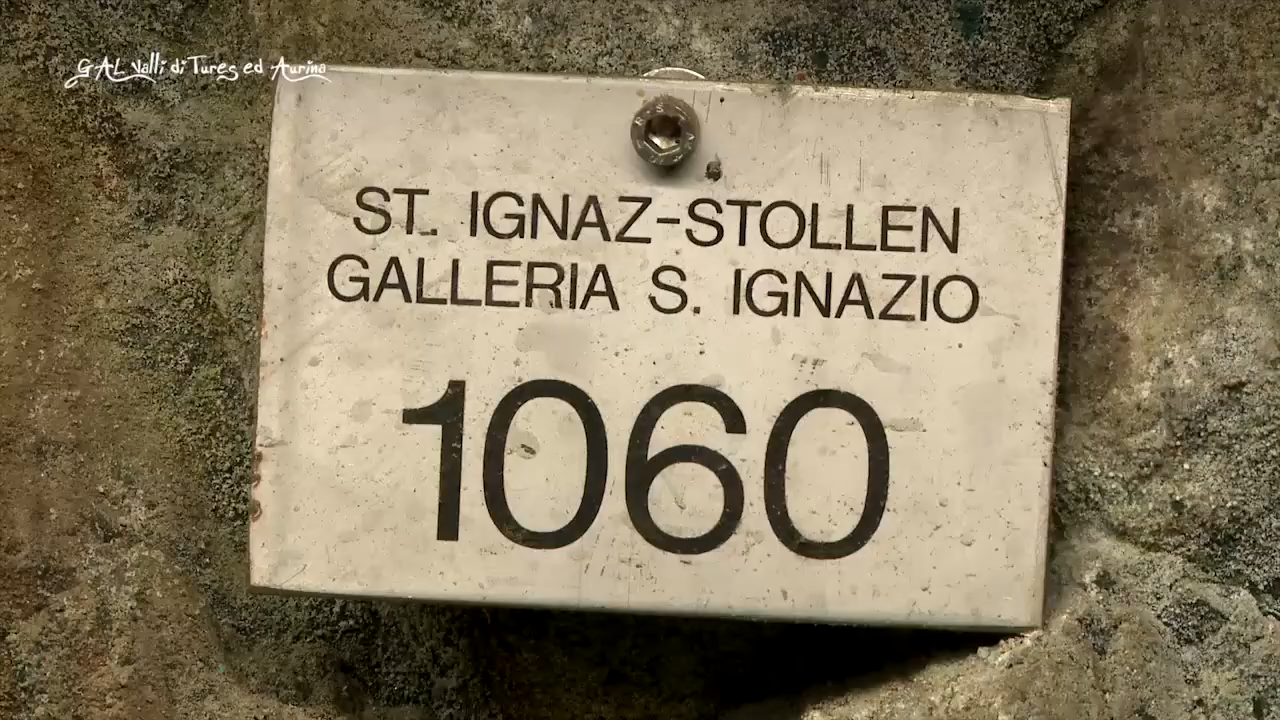 GAL Valli di Tures ed Aurina
ST. IGNAZ-STOLLEN
GALLERIA S. IGNAZIO
1060